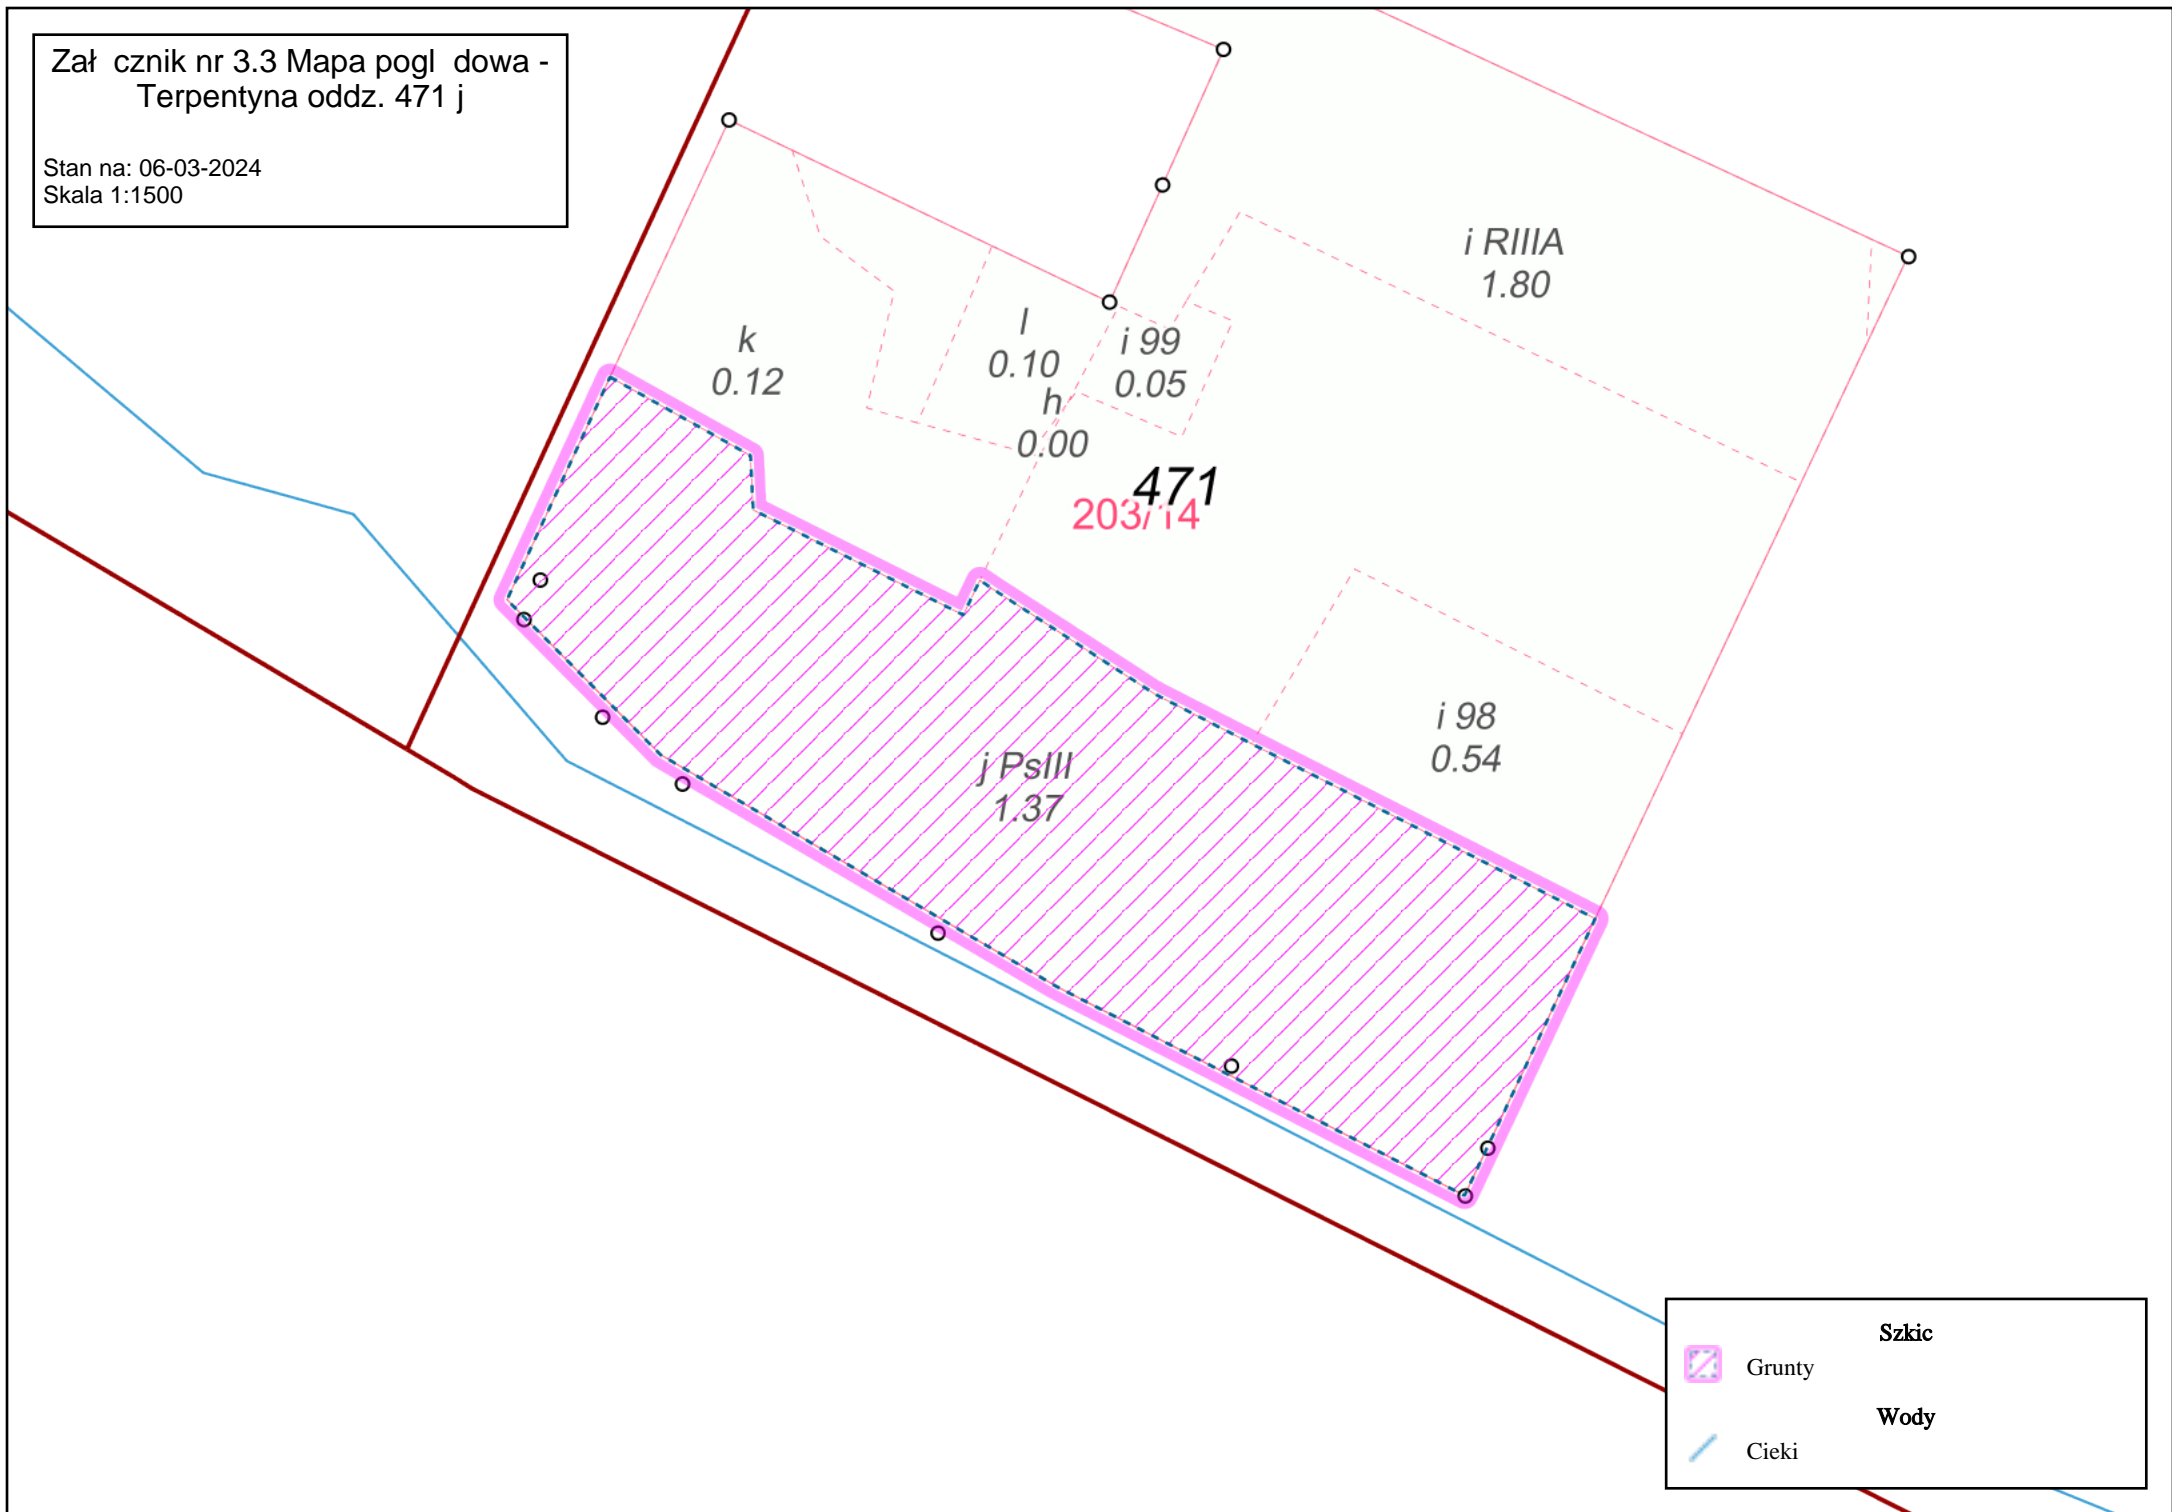 Zał cznik nr 3.3 Mapa pogl dowa -
Terpentyna oddz. 471 j
Stan na: 06-03-2024
Skala 1:1500
i RIIIA
1.80
k
0.12
l
0.10
i 99
0.05
h
0.00
471
203/14
i 98
0.54
j PsIII
1.37
Szkic
Grunty
Wody
Cieki